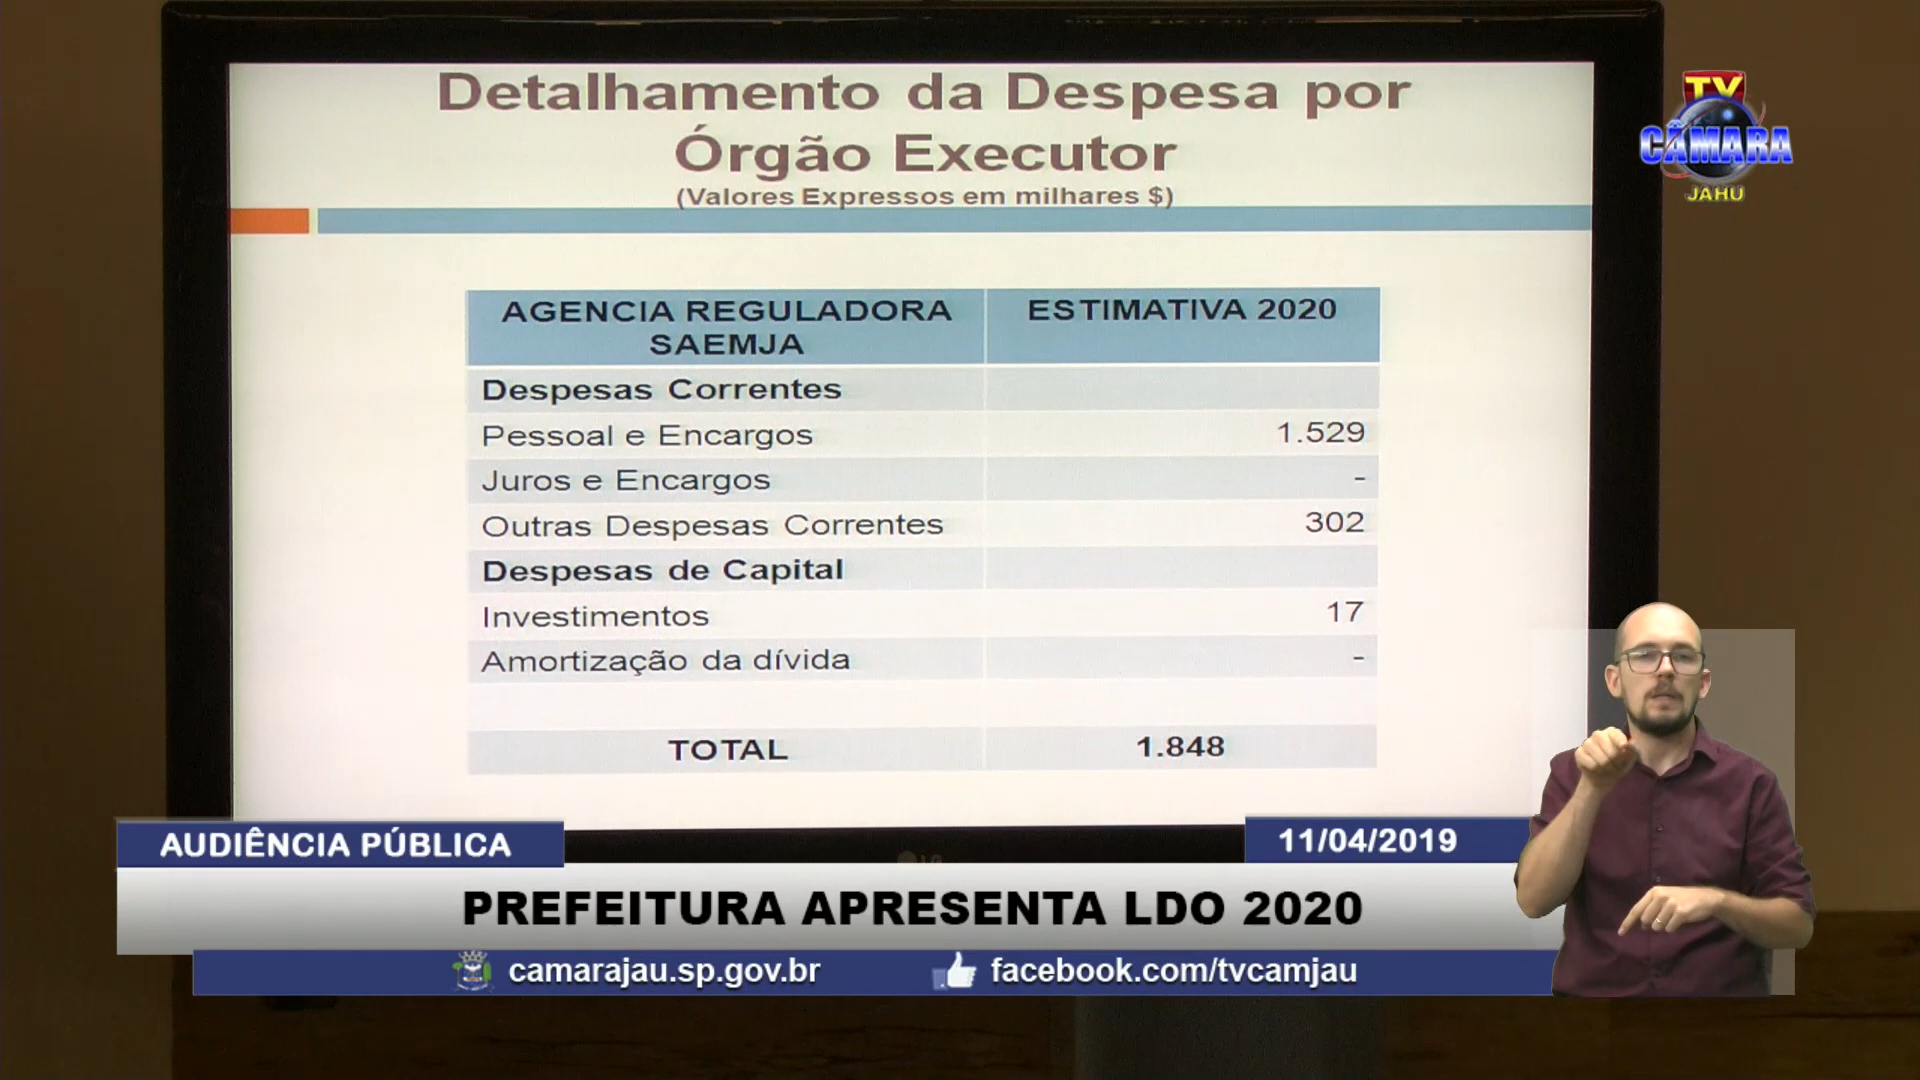 Detalhamento da Despesa por
Órgão Executor
(Valores Expressos em milhares $)
TV
CÂMARA
JAHU
AGENCIA REGULADORA
SAEMJA
ESTIMATIVA 2020
Despesas Correntes
Pessoal e Encargos 1.529
Juros e Encargos -
Outras Despesas Correntes 302
Despesas de Capital
Investimentos 17
Amortização da dívida -
TOTAL 1.848
AUDIÊNCIA PÚBLICA
11/04/2019
PREFEITURA APRESENTA LDO 2020
camarajau.sp.gov.br
facebook.com/tvcamjau